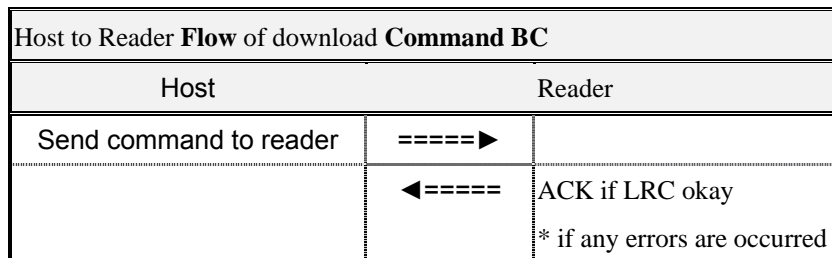 Host to Reader Flow of download Command BC
Host Reader
Send command to reader =====►
◄===== ACK if LRC okay
* if any errors are occurred